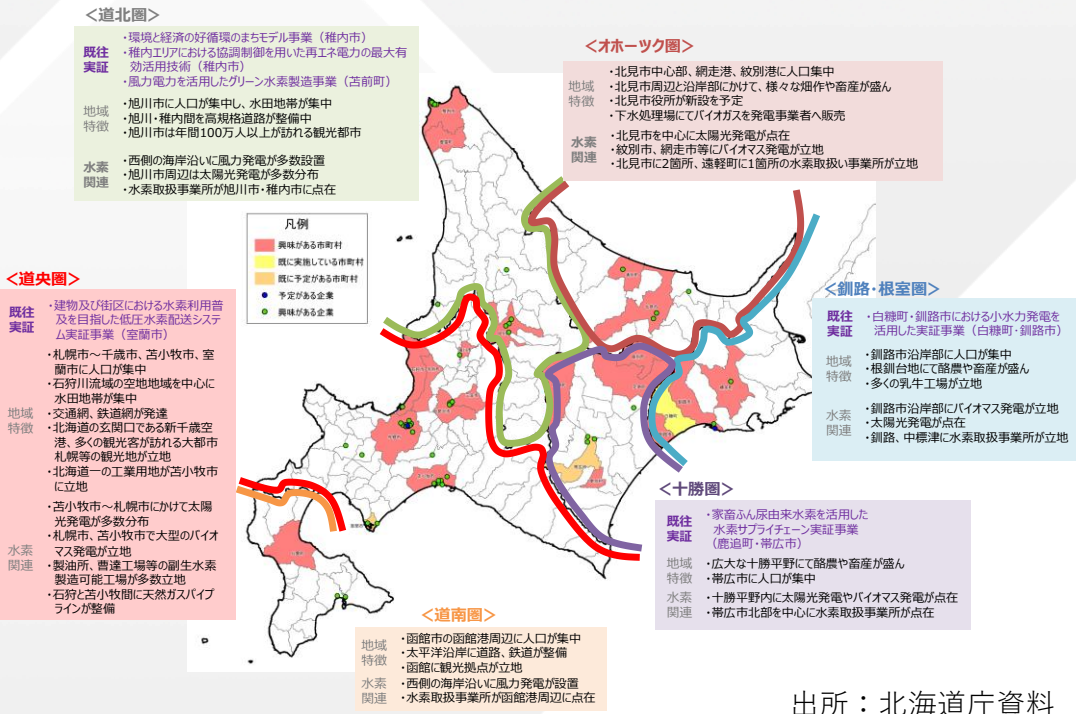 <道北圏>
既往
実証
・環境と経済の好循環のまちモデル事業（稚内市）
・稚内エリアにおける協調制御を用いた再エネ電力の最大有
効活用技術（稚内市）
・風力電力を活用したグリーン水素製造事業（苫前町）
地域
特徴
・旭川市に人口が集中し、水田地帯が集中
・旭川・稚内間を高規格道路が整備中
・旭川市は年間100万人以上が訪れる観光都市
水素
関連
・西側の海岸沿いに風力発電が多数設置
・旭川市周辺は太陽光発電が多数分布
・水素取扱事業所が旭川市・稚内市に点在
<オホーツク圏>
地域
特徴
・北見市中心部、網走港、紋別港に人口集中
・北見市周辺と沿岸部にかけて、様々な畑作や畜産が盛ん
・北見市役所が新設を予定
・下水処理場にてバイオガスを発電事業者へ販売
水素
関連
・北見市を中心に太陽光発電が点在
・紋別市、網走市等にバイオマス発電が立地
・北見市に2箇所、遠軽町に1箇所の水素取扱い事業所が立地
凡例
興味がある市町村
既に実施している市町村
既に予定がある市町村
予定がある企業
興味がある企業
<道央圏>
既往
実証
・建物及び街区における水素利用普
及を目指した低圧水素配送システ
ム実証事業（室蘭市）
地域
特徴
・札幌市～千歳市、苫小牧市、室
蘭市に人口が集中
・石狩川流域の空地地域を中心に
水田地帯が集中
・交通網、鉄道網が発達
・北海道の玄関口である新千歳空
港、多くの観光客が訪れる大都市
札幌等の観光地が立地
・北海道一の工業用地が苫小牧市
に立地
水素
関連
・苫小牧市～札幌市にかけて太陽
光発電が多数分布
・札幌市、苫小牧市で大型のバイオ
マス発電が立地
・製油所、曹達工場等の副生水素
製造可能工場が多数立地
・石狩と苫小牧間に天然ガスパイプ
ラインが整備
<釧路・根室圏>
既往
実証
・白糠町・釧路市における小水力発電を
活用した実証事業（白糠町・釧路市）
地域
特徴
・釧路市沿岸部に人口が集中
・根釧台地にて酪農や畜産が盛ん
・多くの乳牛工場が立地
水素
関連
・釧路市沿岸部にバイオマス発電が立地
・太陽光発電が点在
・釧路、中標津に水素取扱事業所が立地
<十勝圏>
既往
実証
・家畜ふん尿由来水素を活用した
水素サプライチェーン実証事業
（鹿追町・帯広市）
地域
特徴
・広大な十勝平野にて酪農や畜産が盛ん
・帯広市に人口が集中
水素
関連
・十勝平野内に太陽光発電やバイオマス発電が点在
・帯広市北部を中心に水素取扱事業所が点在
<道南圏>
地域
特徴
・函館市の函館港周辺に人口が集中
・太平洋沿岸に道路、鉄道が整備
・函館に観光拠点が立地
水素
関連
・西側の海岸沿いに風力発電が設置
・水素取扱事業所が函館港周辺に点在
出所：北海道庁資料